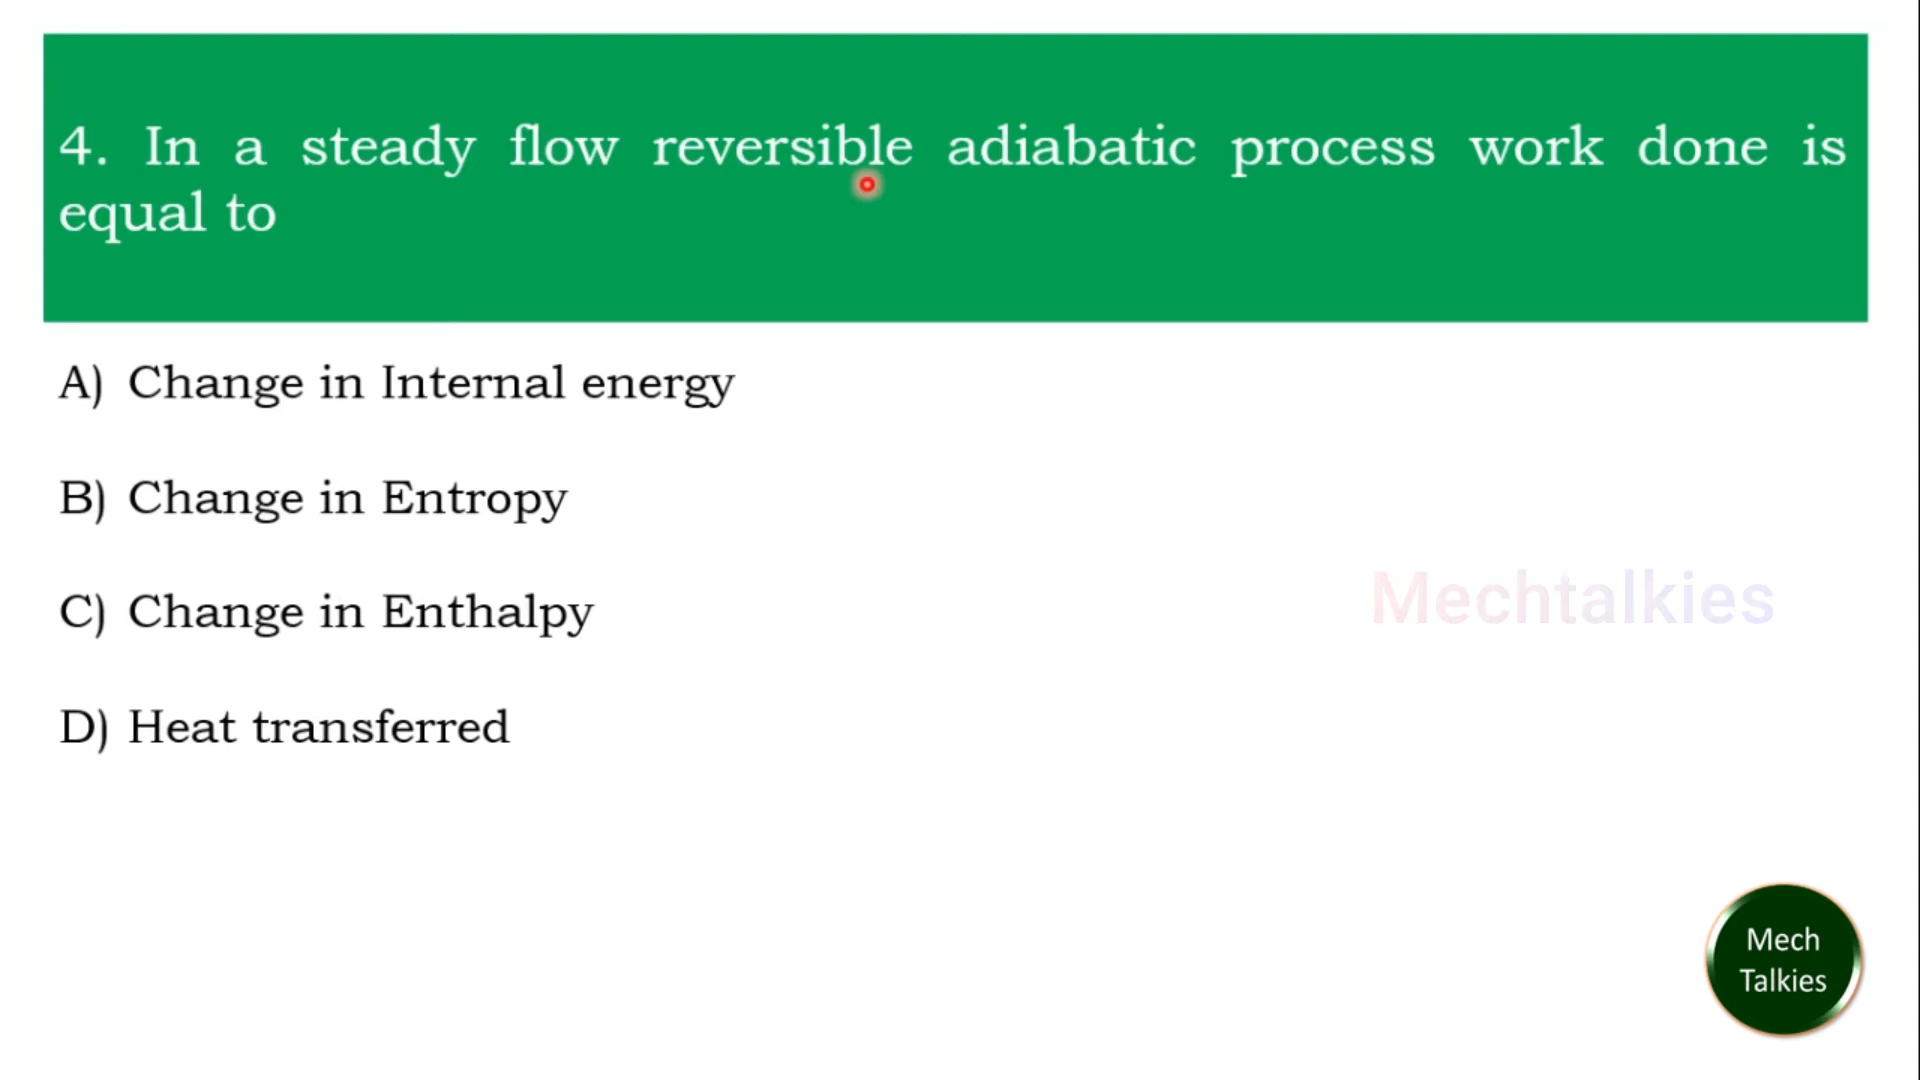 4. In a steady flow reversible adiabatic process work done is
equal to
A) Change in Internal energy
B) Change in Entropy
C) Change in Enthalpy
Mechtalkies
D) Heat transferred
Mech
Talkies